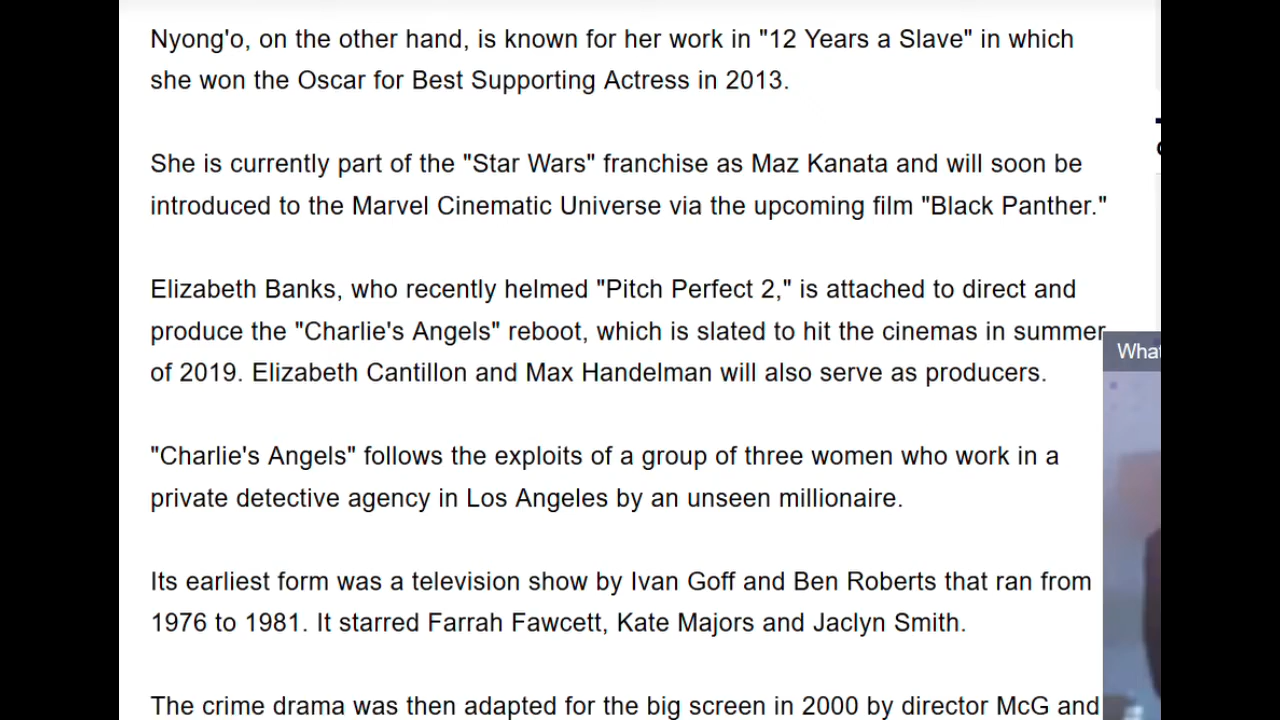 Nyong'o, on the other hand, is known for her work in "12 Years a Slave" in which
she won the Oscar for Best Supporting Actress in 2013.
She is currently part of the "Star Wars" franchise as Maz Kanata and will soon be
introduced to the Marvel Cinematic Universe via the upcoming film "Black Panther."
Elizabeth Banks, who recently helmed "Pitch Perfect 2," is attached to direct and
produce the "Charlie's Angels" reboot, which is slated to hit the cinemas in summer
of 2019. Elizabeth Cantillon and Max Handelman will also serve as producers.
"Charlie's Angels" follows the exploits of a group of three women who work in a
private detective agency in Los Angeles by an unseen millionaire.
Its earliest form was a television show by Ivan Goff and Ben Roberts that ran from
1976 to 1981. It starred Farrah Fawcett, Kate Majors and Jaclyn Smith.
The crime drama was then adapted for the big screen in 2000 by director McG and